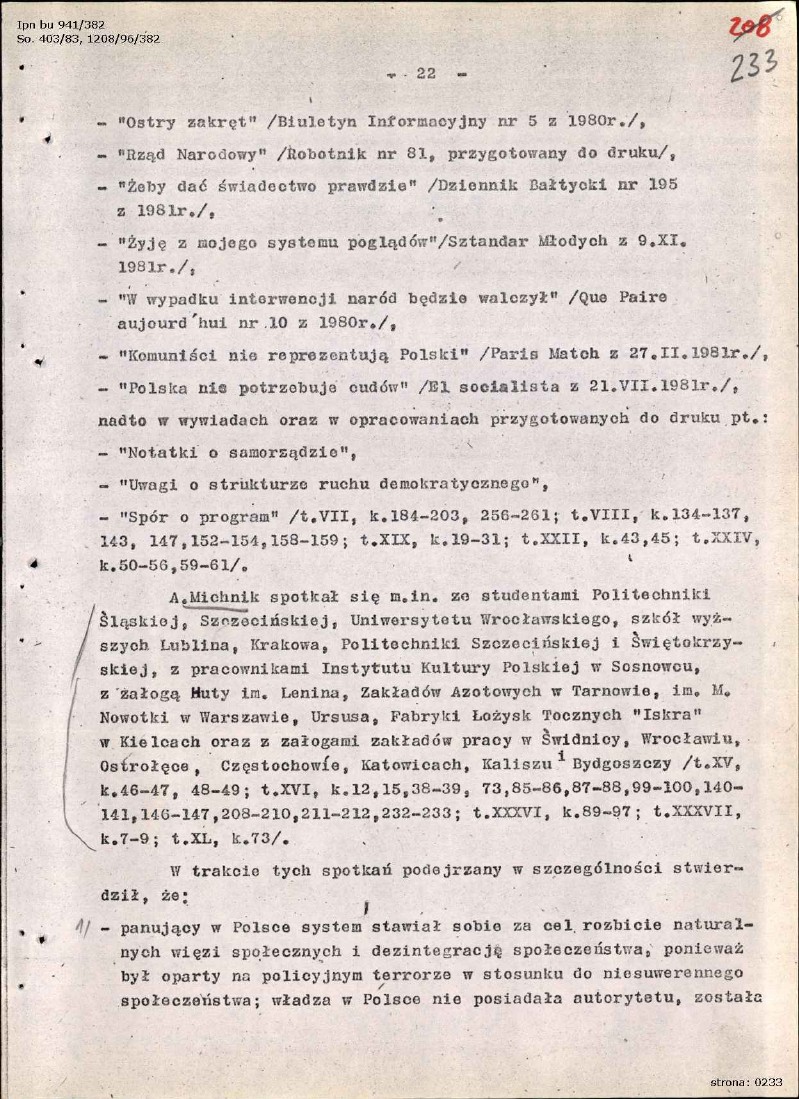 Ipn bu 941/382
So. 403/83, 1208/96/382
208
233
- 22 -
- "Ostry zakręt" /Biuletyn Informacyjny nr 5 z 1980r./,
- "Rząd Narodowy" /Robotnik nr 81, przygotowany do druku/,
- "Żeby dać świadectwo prawdzie" /Dziennik Bałtycki nr 195
z 1981r./,
- "Żyję z mojego systemu poglądów"/Sztandar Młodych z 9.XI.
1981r./,
- "W wypadku interwencji naród będzie walczył" /Que Paire
aujourd'hui nr 10 z 1980r./,
- "Komuniści nie reprezentują Polski" /Paris Match z 27.II.1981r./,
- "Polska nie potrzebuje cudów" /El socialista z 21.VII.1981r./,
nadto w wywiadach oraz w opracowaniach przygotowanych do druku pt.:
- "Notatki o samorządzie",
- "Uwagi o strukturze ruchu demokratycznego",
- "Spór o program" /t.VII, k.184-203, 256-261; t.VIII, k.134-137,
143, 147,152-154,158-159; t.XIX, k.19-31; t.XXII, k.43,45; t.XXIV,
k.50-56,59-61/.
A.Michnik spotkał się m.in. ze studentami Politechniki
Śląskiej, Szczecińskiej, Uniwersytetu Wrocławskiego, szkół wyż-
szych Lublina, Krakowa, Politechniki Szczecińskiej i Świętokrzy-
skiej, z pracownikami Instytutu Kultury Polskiej w Sosnowcu,
z załogą Huty im. Lenina, Zakładów Azotowych w Tarnowie, im. M.
Nowotki w Warszawie, Ursusa, Fabryki Łożysk Tocznych "Iskra"
w Kielcach oraz z załogami zakładów pracy w Świdnicy, Wrocławiu,
Ostrołęce, Częstochowie, Katowicach, Kaliszu i Bydgoszczy /t.XV,
k.46-47, 48-49; t.XVI, k.12,15,38-39, 73,85-86,87-88,99-100,140-
141,146-147,208-210,211-212,232-233; t.XXXVI, k.89-97; t.XXXVII,
k.7-9; t.XL, k.73/.
W trakcie tych spotkań podejrzany w szczególności stwier-
dził, że:
1/ - panujący w Polsce system stawiał sobie za cel rozbicie natural-
nych więzi społecznych i dezintegrację społeczeństwa, ponieważ
był oparty na policyjnym terrorze w stosunku do niesuwerennego
społeczeństwa; władza w Polsce nie posiadała autorytetu, została
strona: 0233